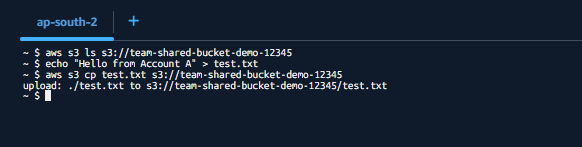 ap-south-2 +
~ $ aws s3 ls s3://team-shared-bucket-demo-12345
~ $ echo "Hello from Account A" > test.txt
~ $ aws s3 cp test.txt s3://team-shared-bucket-demo-12345
upload: ./test.txt to s3://team-shared-bucket-demo-12345/test.txt
~ $